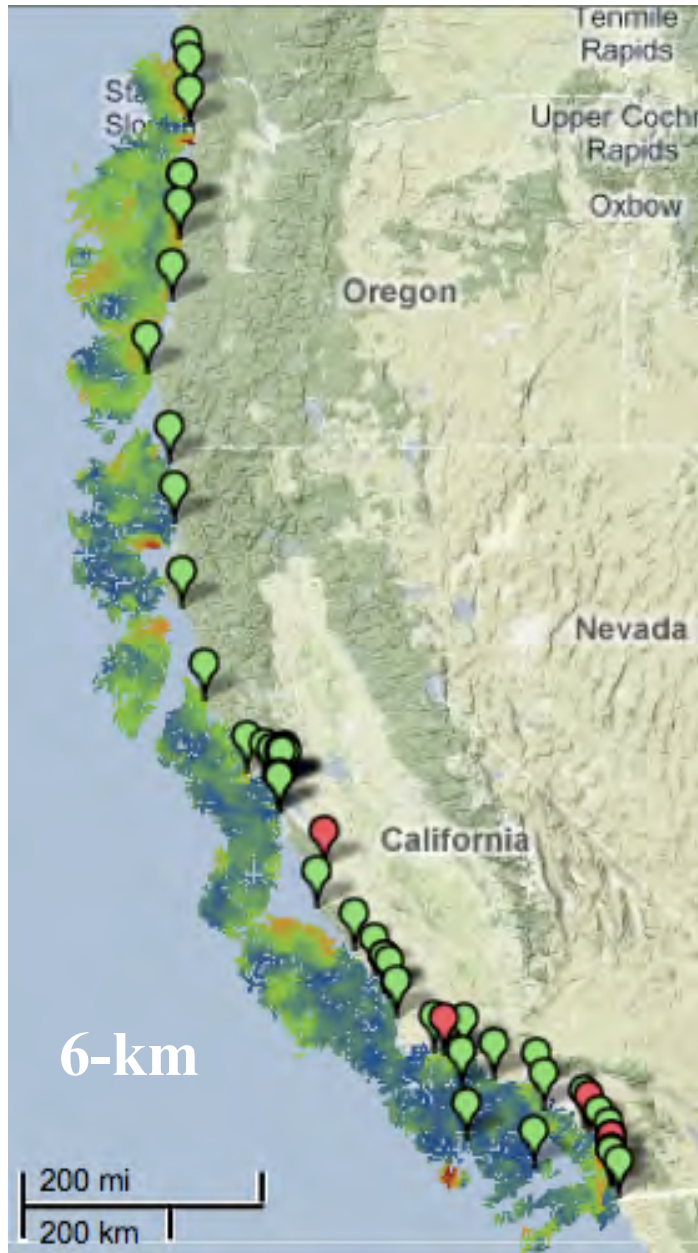 Tenmile
Rapids
Upper Cochr
Rapids
Oxbow
Oregon
Nevada
California
6-km
200 mi
200 km